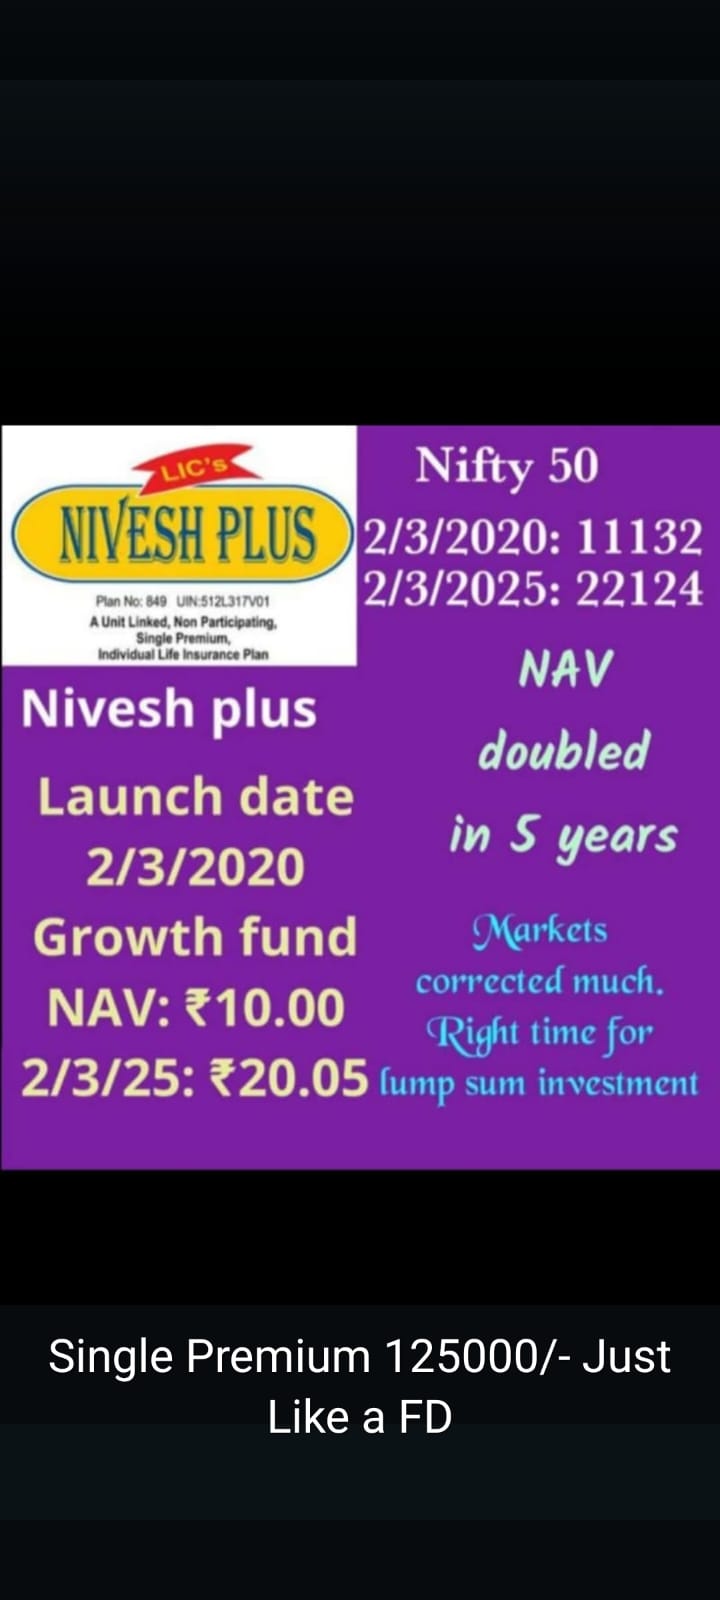 LIC's
NIVESH PLUS
Plan No: 849 UIN:512L317V01
A Unit Linked, Non Participating,
Single Premium,
Individual Life Insurance Plan
Nivesh plus
Launch date
2/3/2020
Growth fund
NAV: ₹10.00
2/3/25: ₹20.05
Nifty 50
2/3/2020: 11132
2/3/2025: 22124
NAV
doubled
in 5 years
Markets
corrected much.
Right time for
lump sum investment
Single Premium 125000/- Just
Like a FD